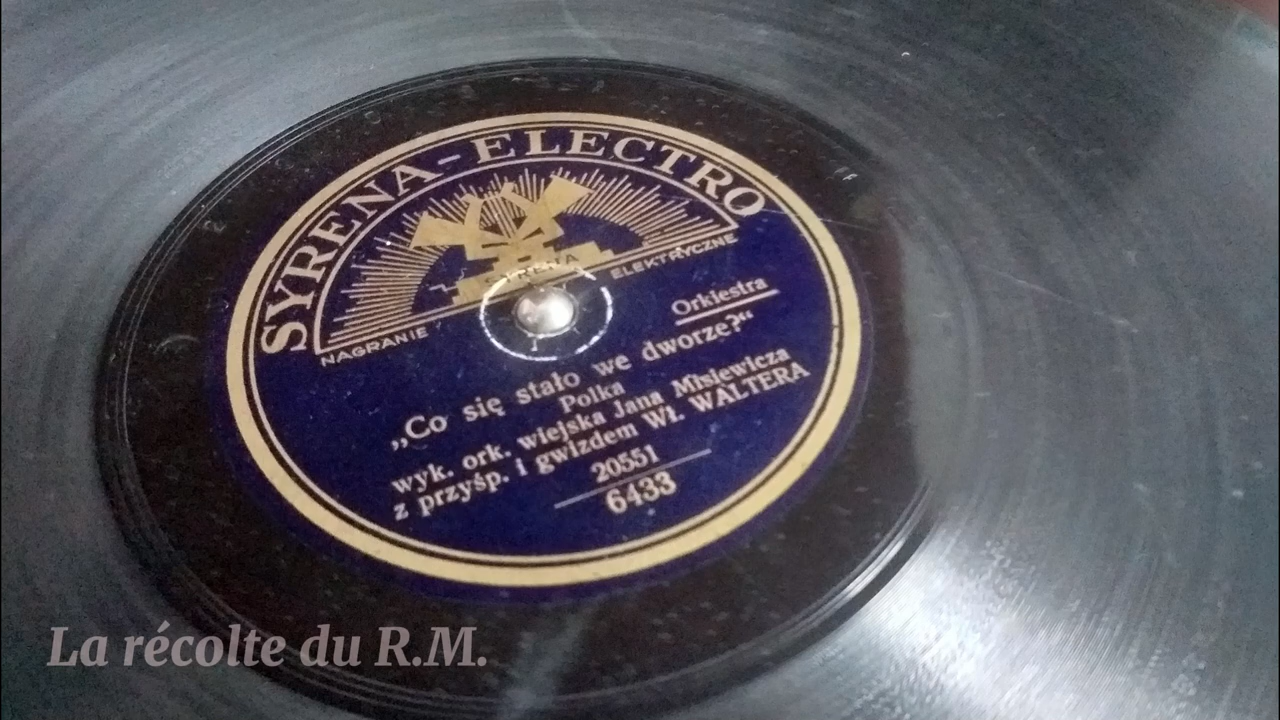 SYRENA-ELECTRO
SYRENA
NAGRANIE ELEKTRYCZNE
Orkiestra
„Co się stało we dworze?“
Polka
wyk. ork. wiejska Jana Misiewicza
z przyśp. i gwizdem Wł. WALTERA
20551
6433
La récolte du R.M.